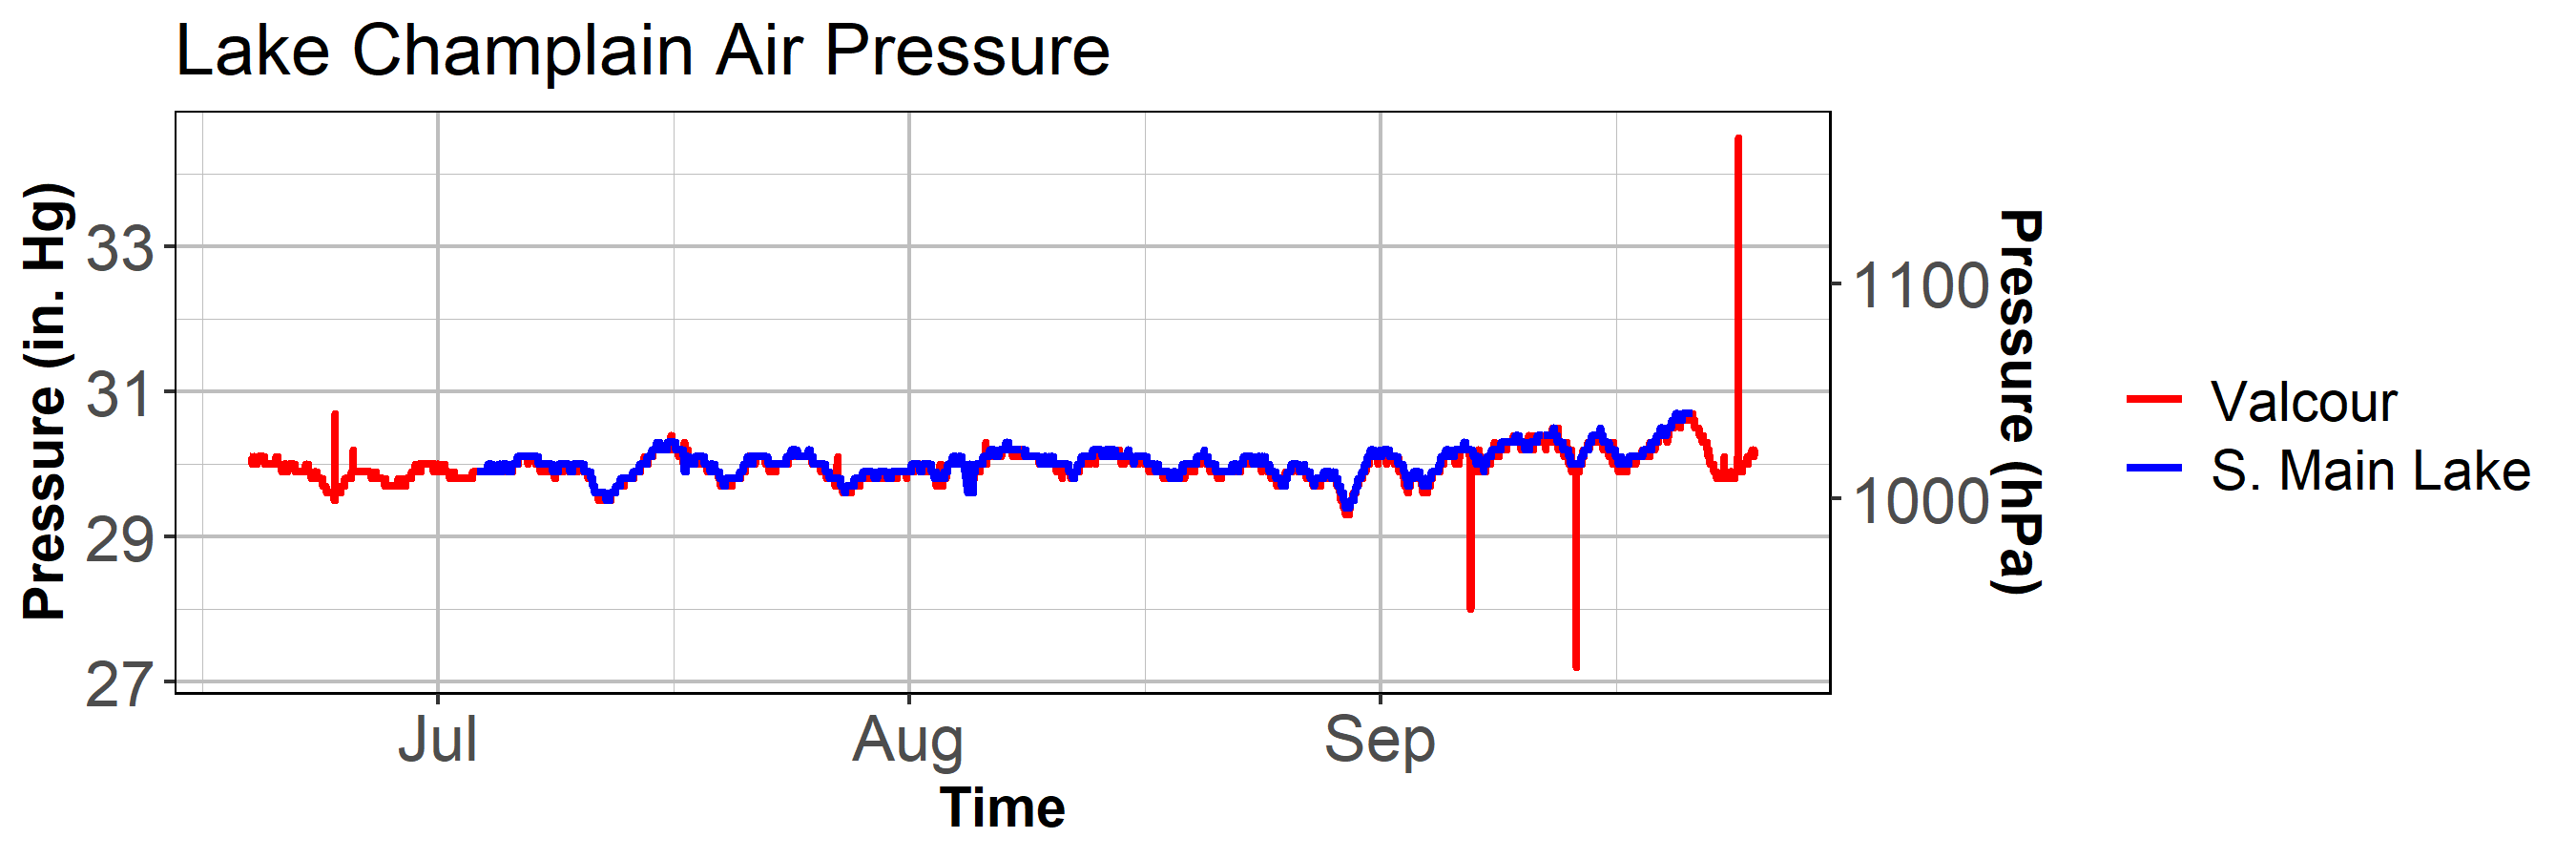 Lake Champlain Air Pressure
Pressure (in. Hg)
33
31
29
27
Jul
Aug
Sep
Time
1100
1000
Pressure (hPa)
Valcour
S. Main Lake